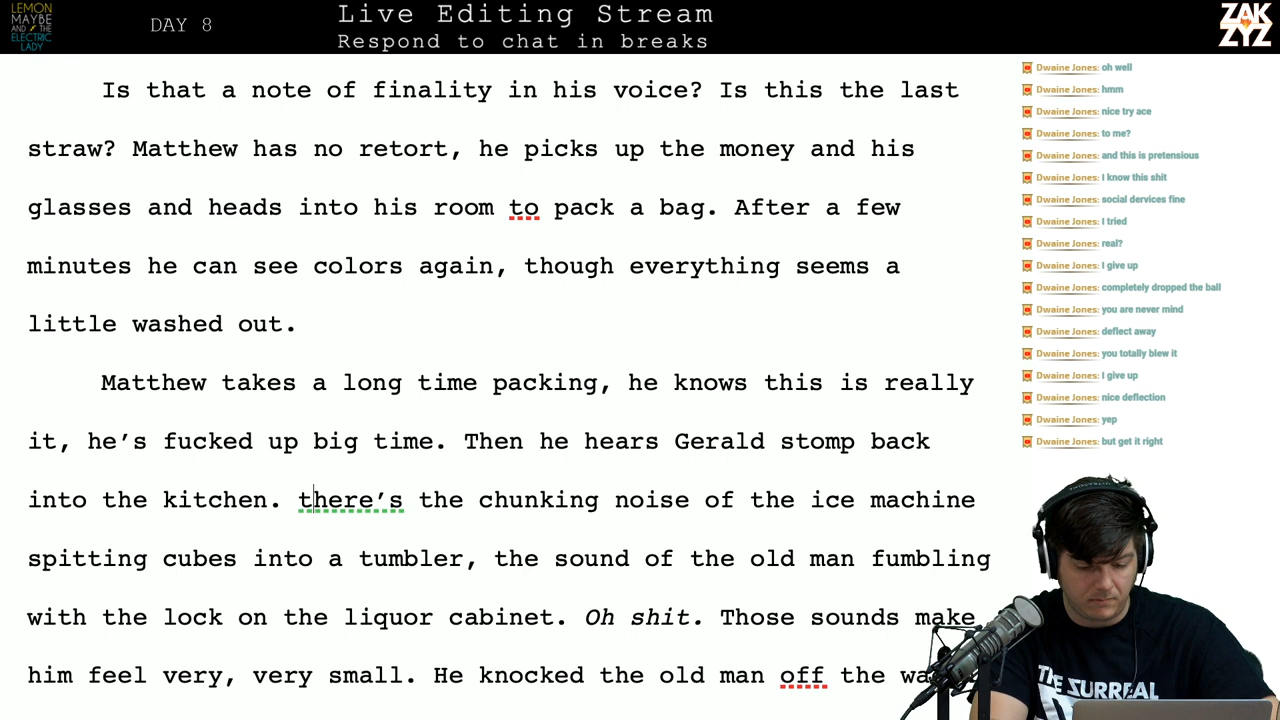 LEMON
MAYBE
AND THE
ELECTRIC
LADY
DAY 8
Live Editing Stream
Respond to chat in breaks
ZAK
ZYZ
Is that a note of finality in his voice? Is this the last
straw? Matthew has no retort, he picks up the money and his
glasses and heads into his room to pack a bag. After a few
minutes he can see colors again, though everything seems a
little washed out.
Matthew takes a long time packing, he knows this is really
it, he’s fucked up big time. Then he hears Gerald stomp back
into the kitchen. there’s the chunking noise of the ice machine
spitting cubes into a tumbler, the sound of the old man fumbling
with the lock on the liquor cabinet. Oh shit. Those sounds make
him feel very, very small. He knocked the old man off the
Dwaine Jones: oh well
Dwaine Jones: hmm
Dwaine Jones: nice try ace
Dwaine Jones: to me?
Dwaine Jones: and this is pretensious
Dwaine Jones: I know this shit
Dwaine Jones: social dervices fine
Dwaine Jones: I tried
Dwaine Jones: real?
Dwaine Jones: I give up
Dwaine Jones: completely dropped the ball
Dwaine Jones: you are never mind
Dwaine Jones: deflect away
Dwaine Jones: you totally blew it
Dwaine Jones: I give up
Dwaine Jones: nice deflection
Dwaine Jones: yep
Dwaine Jones: but get it right
THE SURREAL